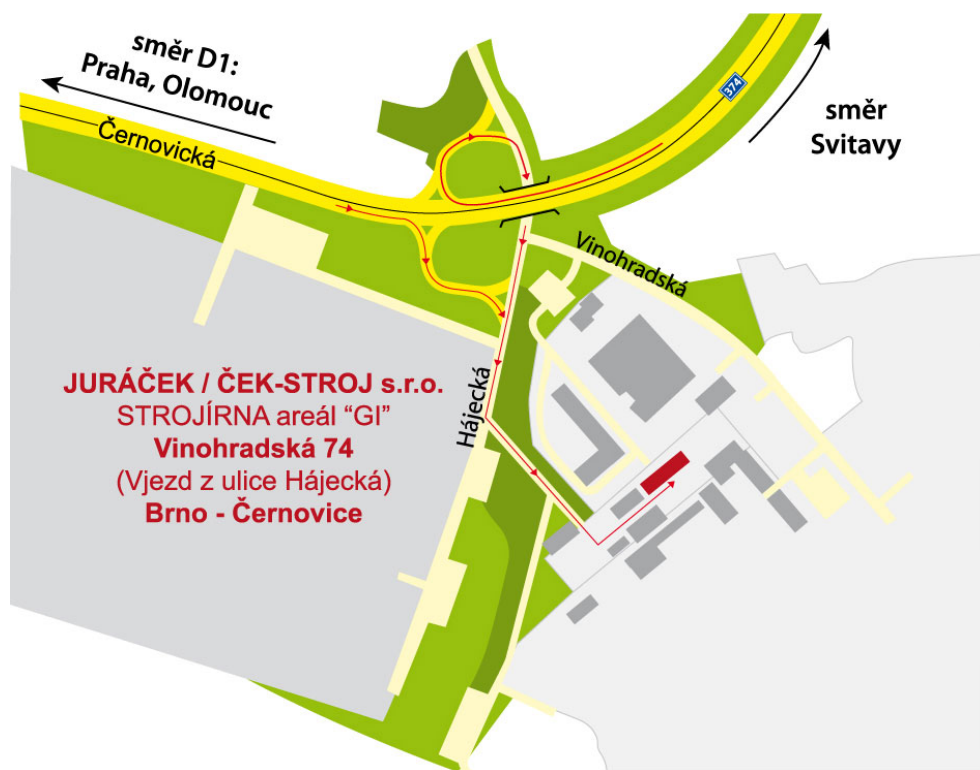 směr D1:
Praha, Olomouc
Černovická
374
směr
Svitavy
Vinohradská
Hájecká
JURÁČEK / ČEK-STROJ s.r.o.
STROJÍRNA areál “GI”
Vinohradská 74
(Vjezd z ulice Hájecká)
Brno - Černovice